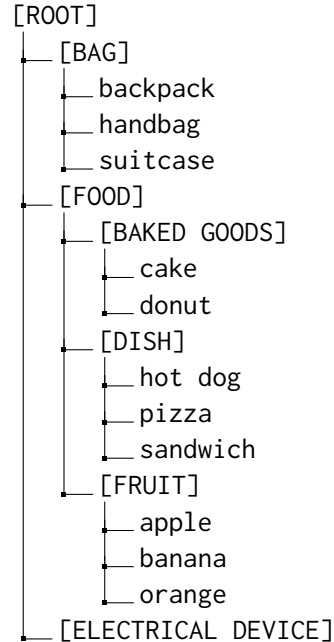 [ROOT]
[BAG]
backpack
handbag
suitcase
[FOOD]
[BAKED GOODS]
cake
donut
[DISH]
hot dog
pizza
sandwich
[FRUIT]
apple
banana
orange
[ELECTRICAL DEVICE]